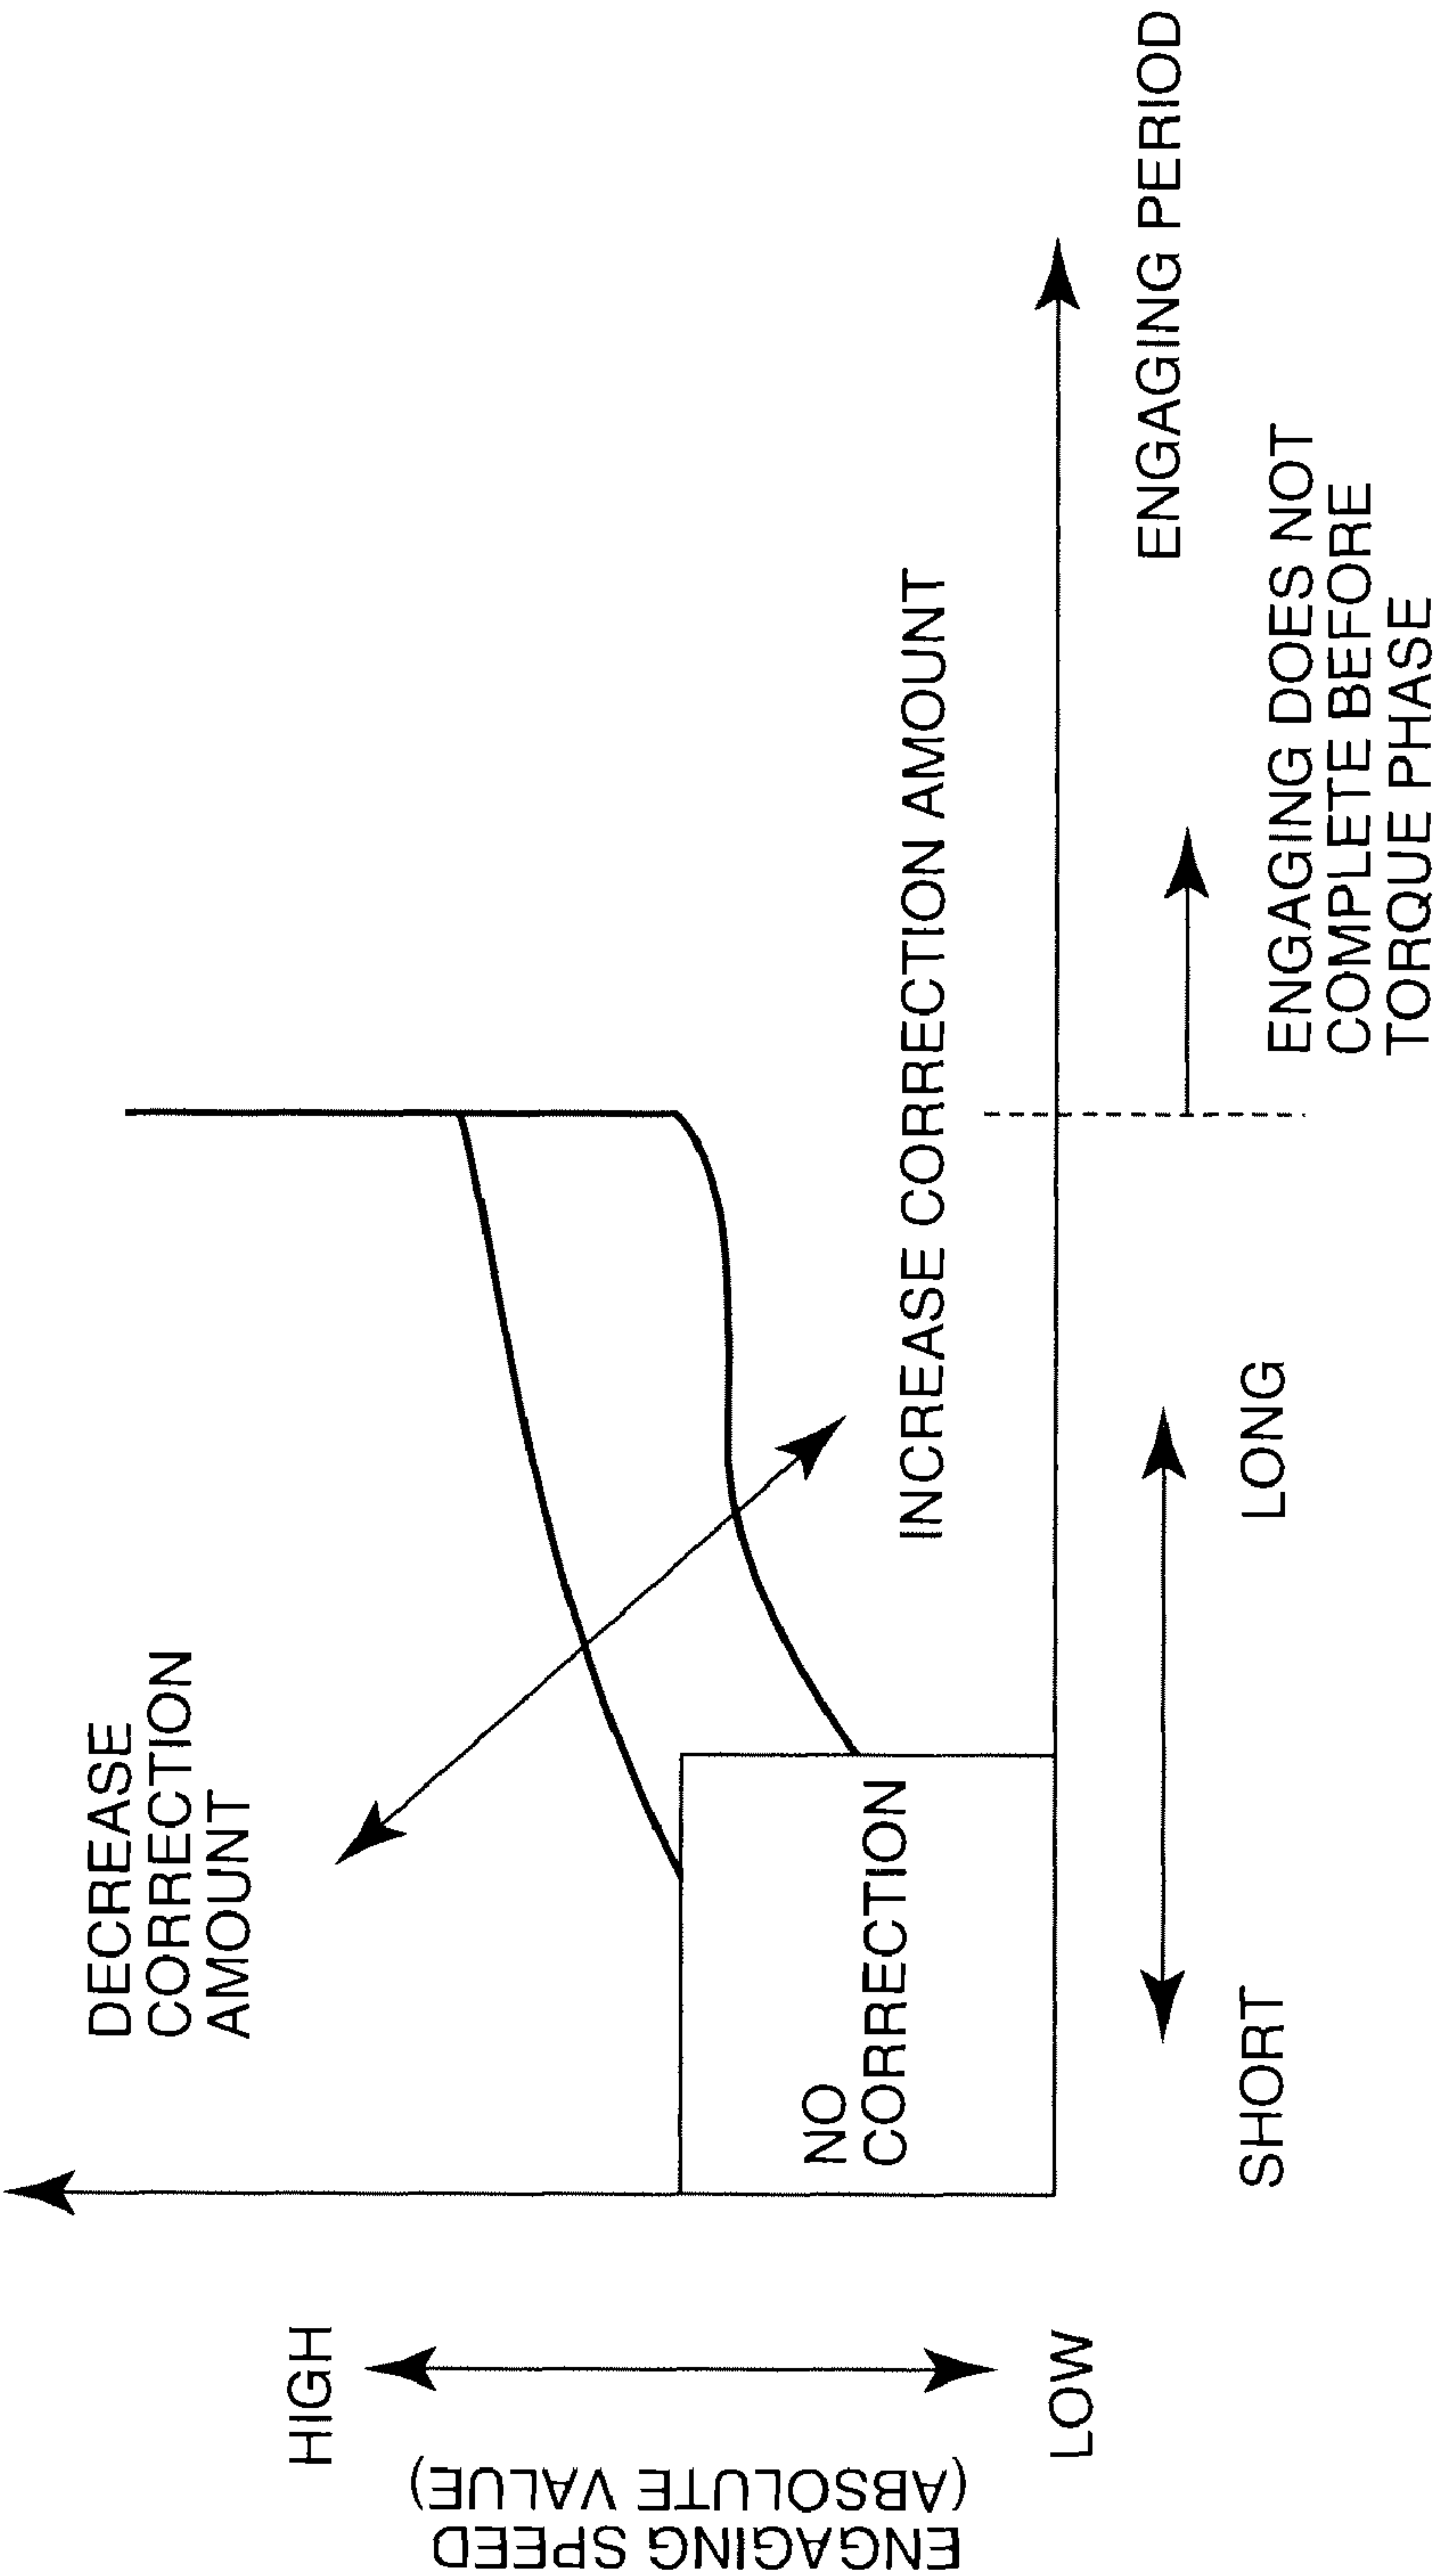 DECREASE
CORRECTION
AMOUNT
HIGH
ENGAGING SPEED
(ABSOLUTE VALUE)
LOW
NO
CORRECTION
INCREASE CORRECTION AMOUNT
ENGAGING PERIOD
SHORT
LONG
ENGAGING DOES NOT
COMPLETE BEFORE
TORQUE PHASE